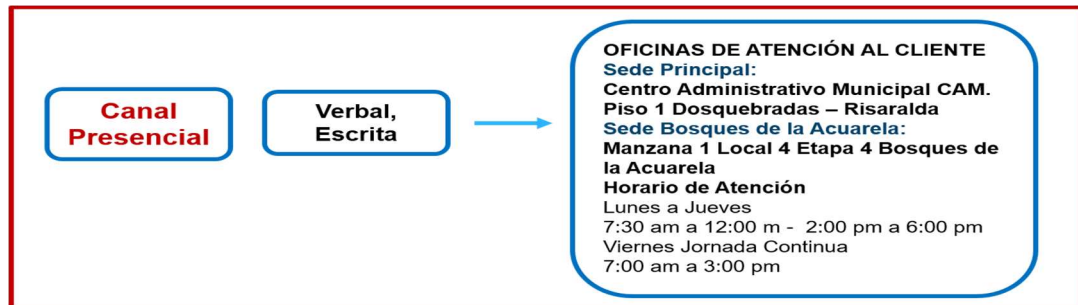 Canal
Presencial
Verbal,
Escrita
OFICINAS DE ATENCIÓN AL CLIENTE
Sede Principal:
Centro Administrativo Municipal CAM.
Piso 1 Dosquebradas – Risaralda
Sede Bosques de la Acuarela:
Manzana 1 Local 4 Etapa 4 Bosques de
la Acuarela
Horario de Atención
Lunes a Jueves
7:30 am a 12:00 m - 2:00 pm a 6:00 pm
Viernes Jornada Continua
7:00 am a 3:00 pm